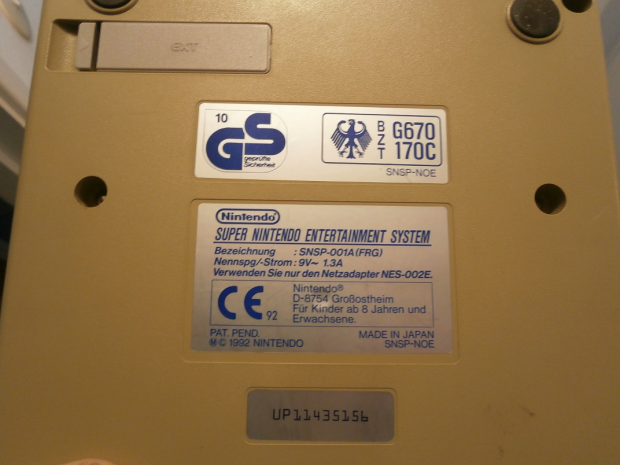 EXT
10
GS
geprüfte
Sicherheit
BZT
G670
170C
SNSP-NOE
Nintendo
SUPER NINTENDO ENTERTAINMENT SYSTEM
Bezeichnung : SNSP-001A(FRG)
Nennspg/-Strom : 9V~ 1.3A
Verwenden Sie nur den Netzadapter NES-002E.
CE 92
Nintendo®
D-8754 Großostheim
Für Kinder ab 8 Jahren und
Erwachsene.
PAT. PEND.
MADE IN JAPAN
Ⓜ © 1992 NINTENDO
SNSP-NOE
UP11435156